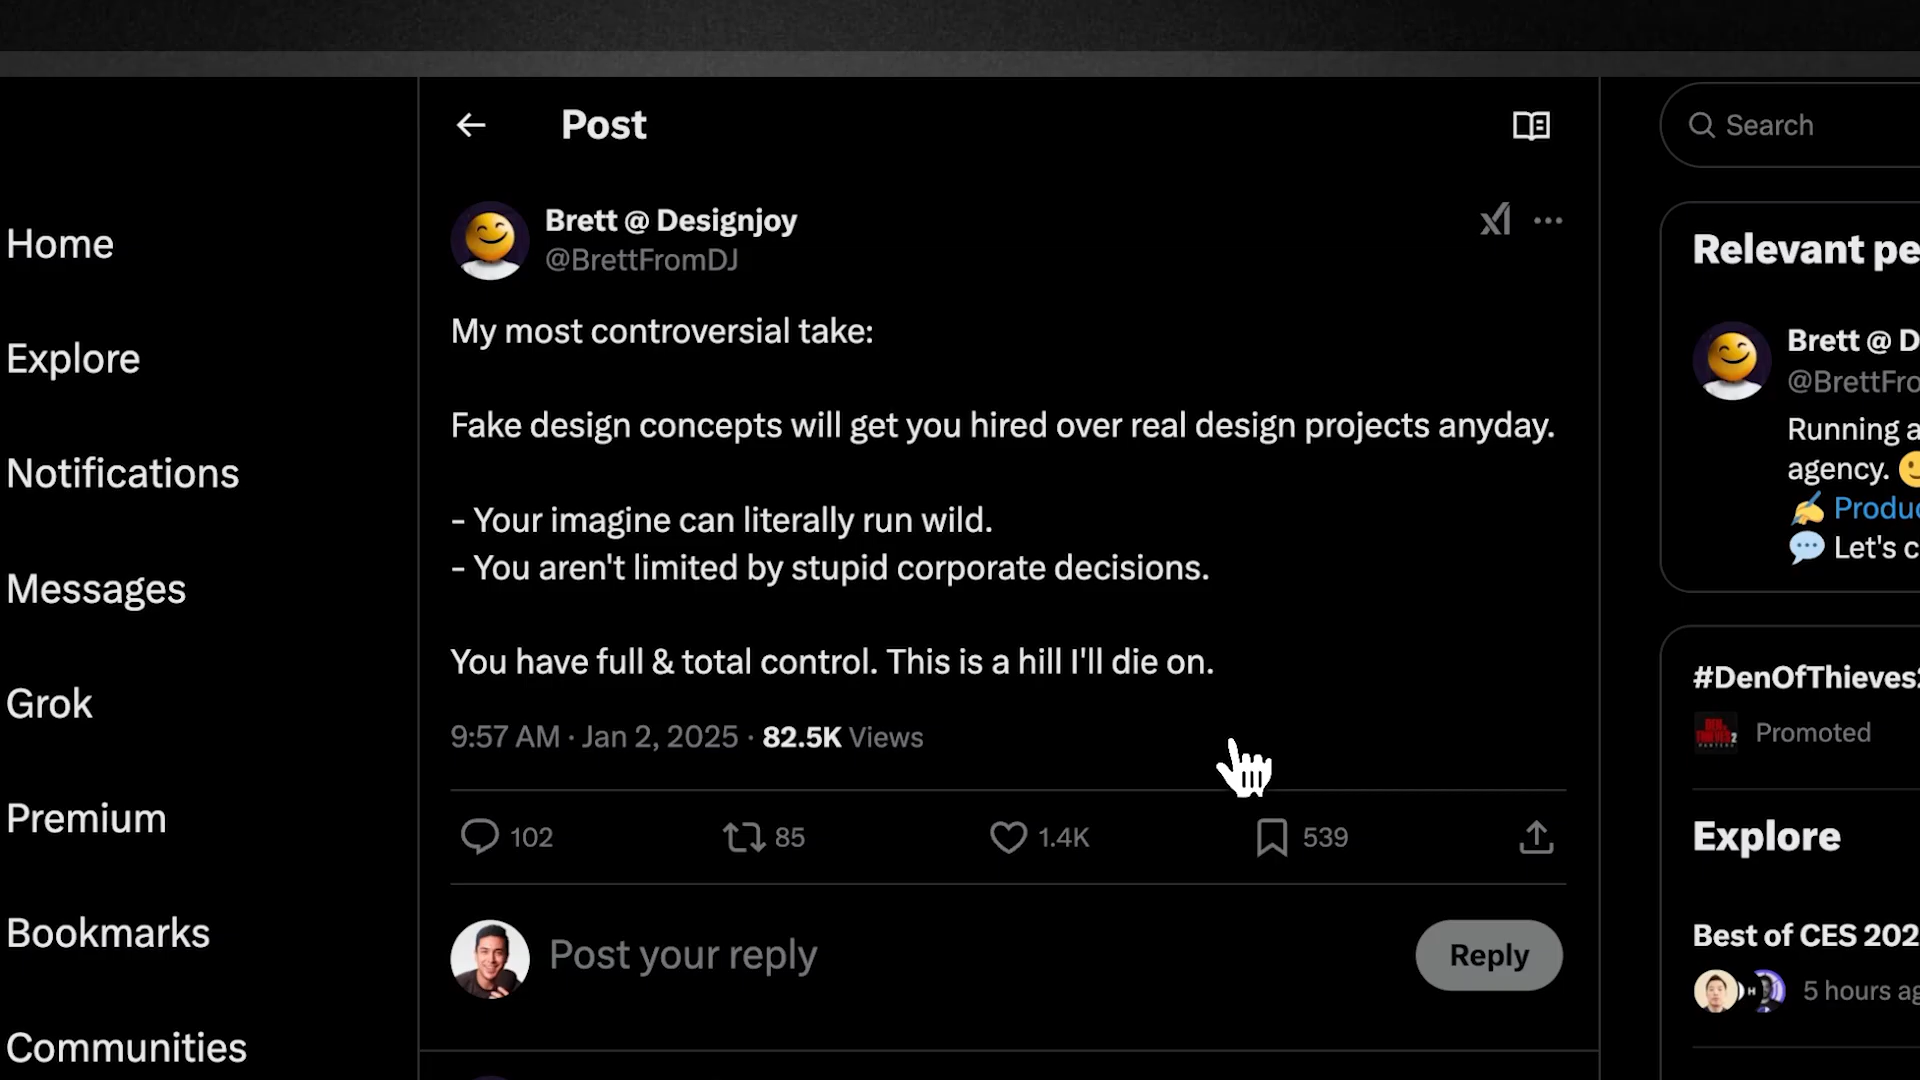 Post
Search
Home
Explore
Notifications
Messages
Grok
Premium
Bookmarks
Communities
Brett @ Designjoy
@BrettFromDJ
My most controversial take:
Fake design concepts will get you hired over real design projects anyday.
- Your imagine can literally run wild.
- You aren't limited by stupid corporate decisions.
You have full & total control. This is a hill I'll die on.
9:57 AM · Jan 2, 2025 · 82.5K Views
102 85 1.4K 539
Post your reply
Reply
Relevant pe
Brett @ D
@BrettFro
Running a
agency.
Produc
Let's c
#DenOfThieves2
Promoted
Explore
Best of CES 202
5 hours ag